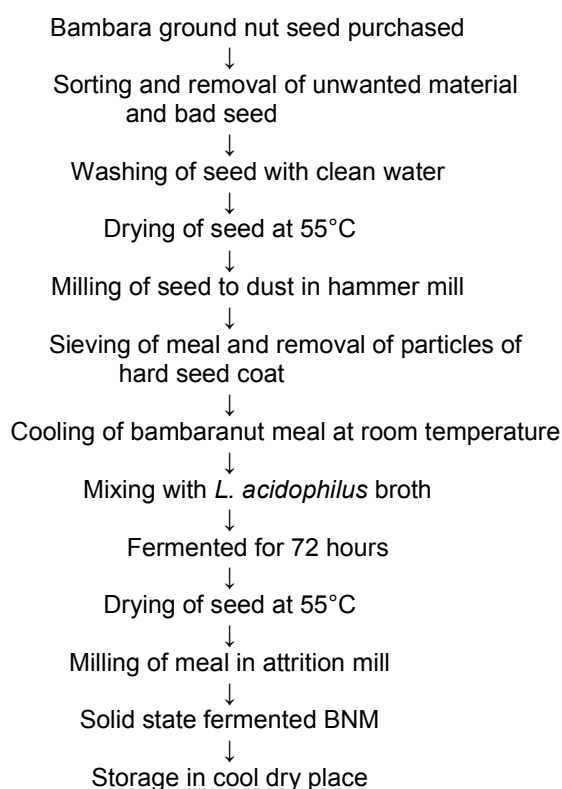 Bambara ground nut seed purchased
↓
Sorting and removal of unwanted material
and bad seed
↓
Washing of seed with clean water
↓
Drying of seed at 55°C
↓
Milling of seed to dust in hammer mill
↓
Sieving of meal and removal of particles of
hard seed coat
↓
Cooling of bambaranut meal at room temperature
↓
Mixing with L. acidophilus broth
↓
Fermented for 72 hours
↓
Drying of seed at 55°C
↓
Milling of meal in attrition mill
↓
Solid state fermented BNM
↓
Storage in cool dry place